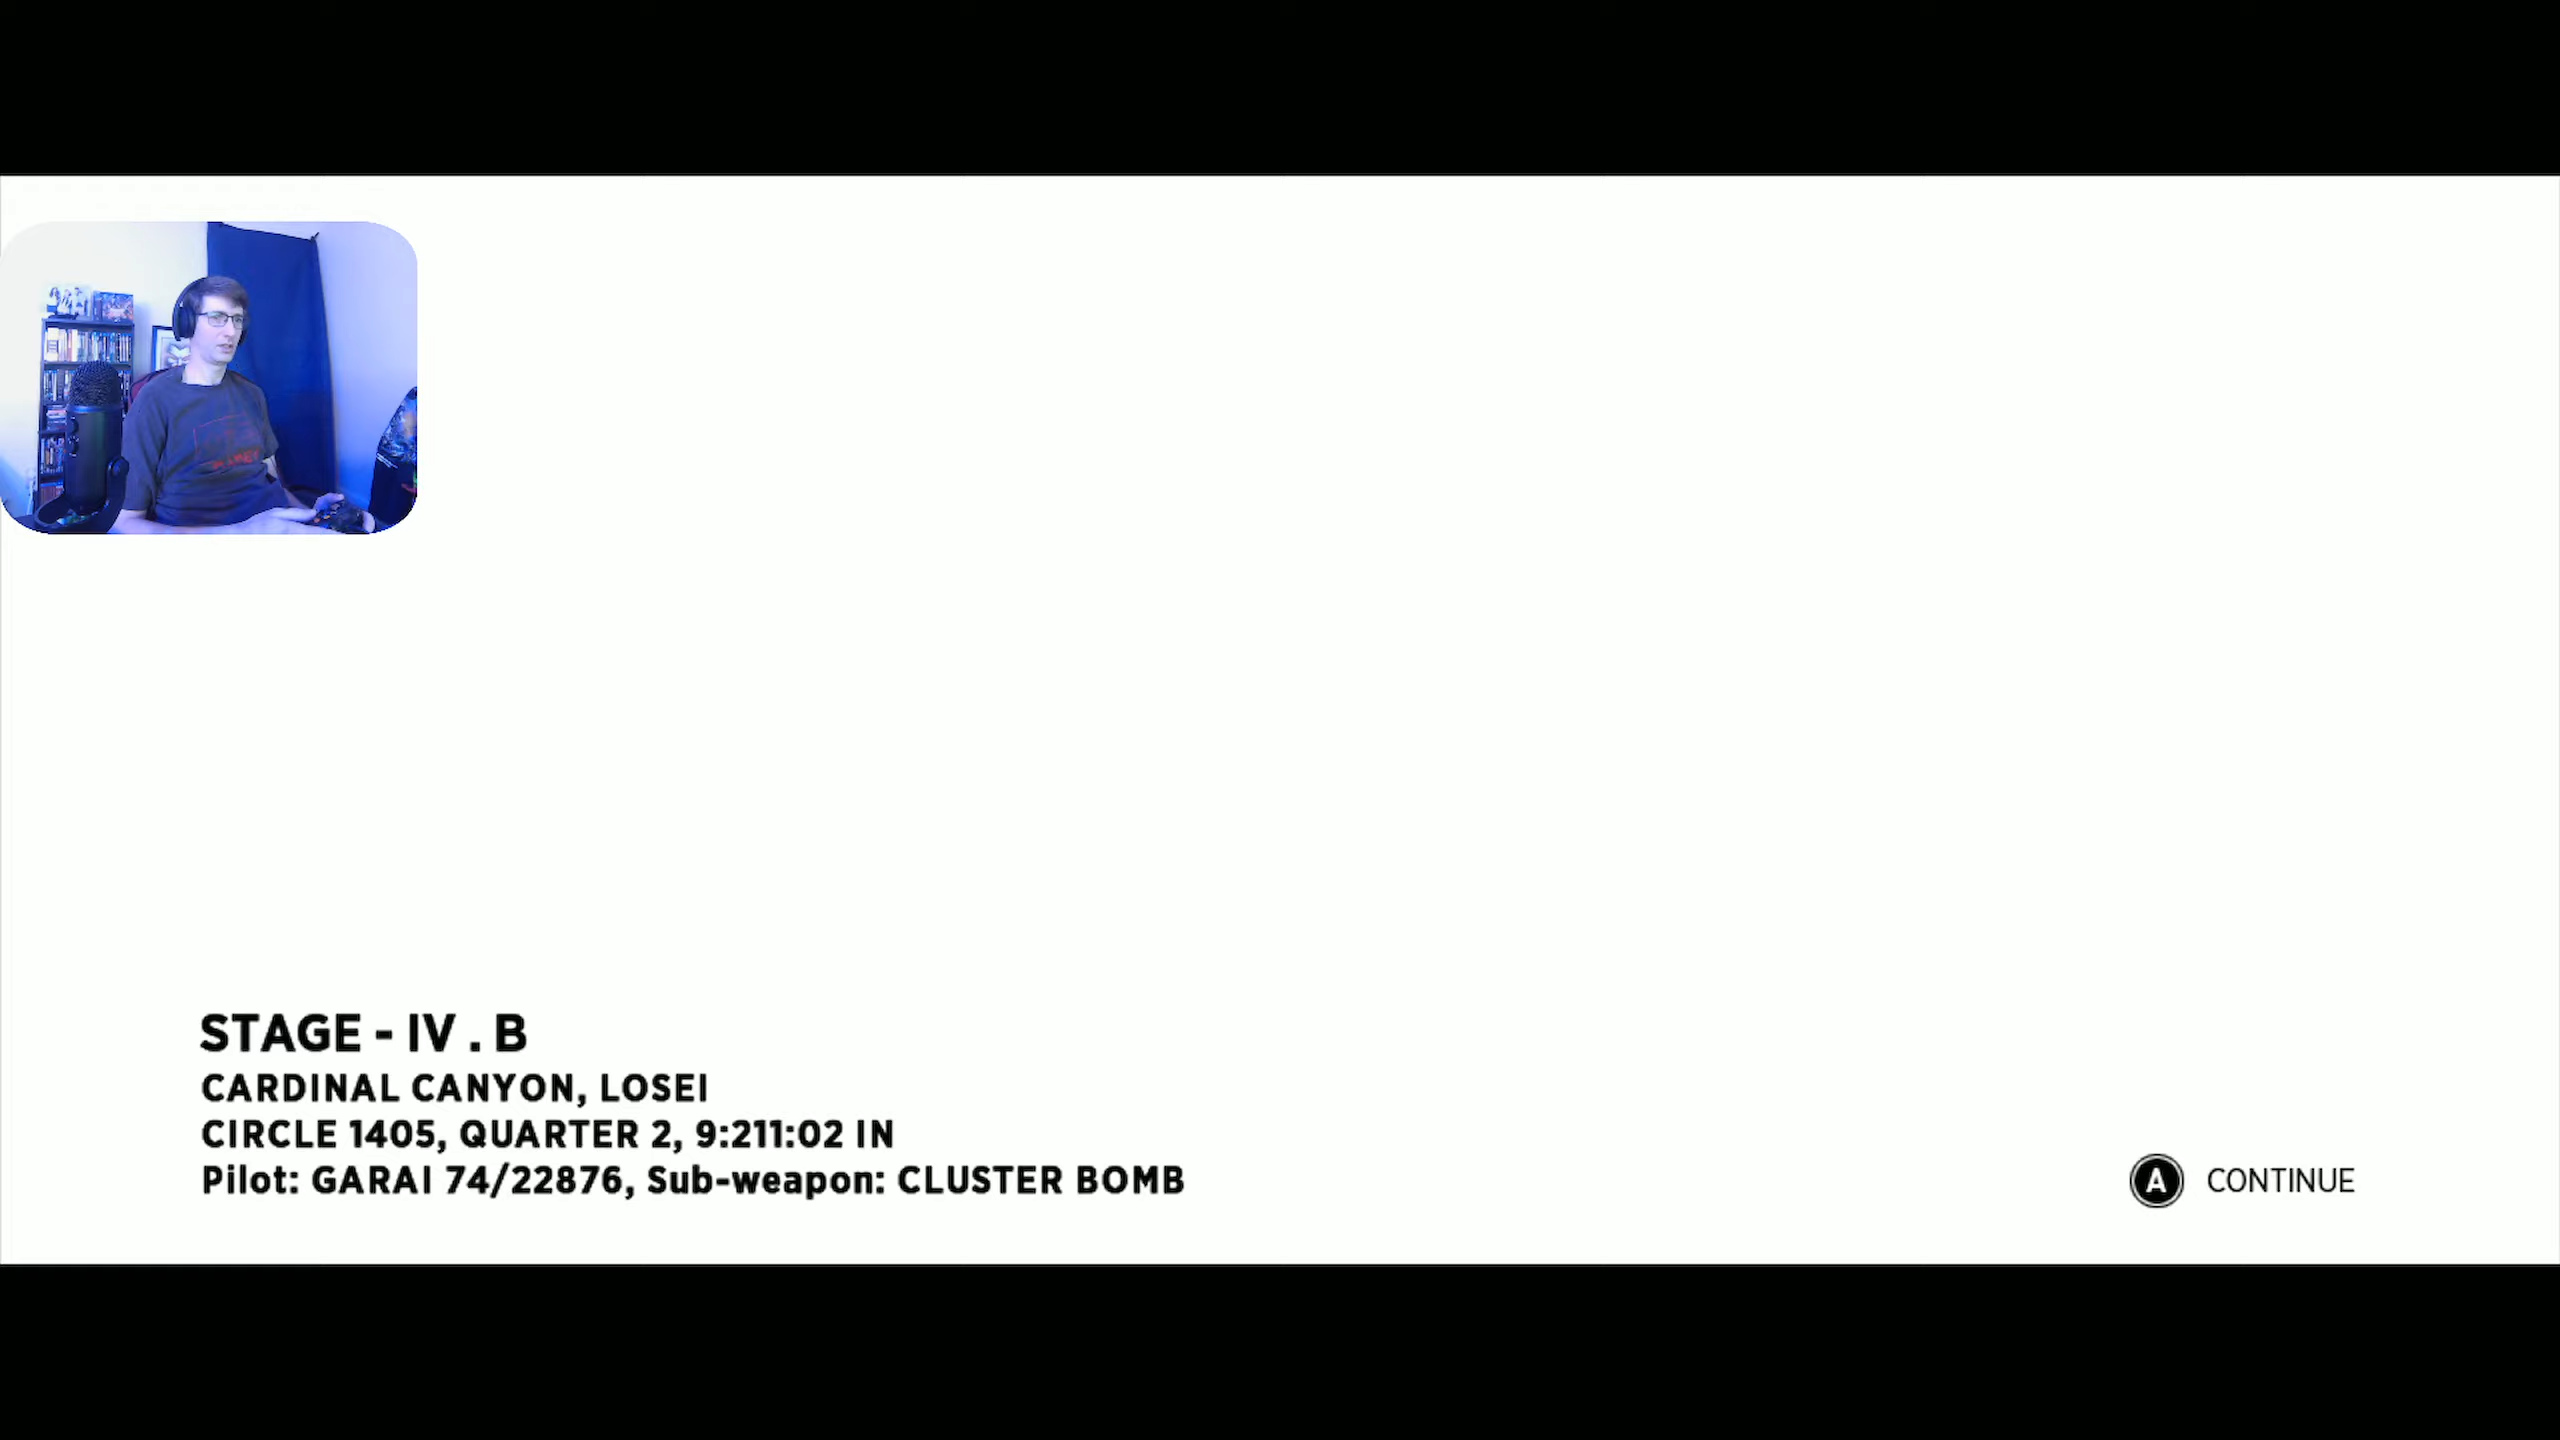 STAGE - IV . B
CARDINAL CANYON, LOSEI
CIRCLE 1405, QUARTER 2, 9:211:02 IN
Pilot: GARAI 74/22876, Sub-weapon: CLUSTER BOMB
A CONTINUE